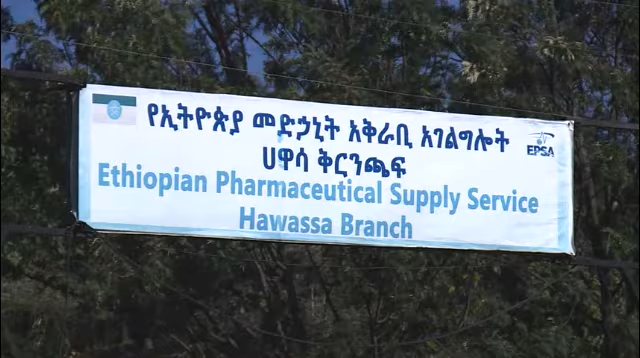 የኢትዮጵያ መድኃኒት አቅራቢ አገልግሎት
EPSA
ሀዋሳ ቅርንጫፍ
Ethiopian Pharmaceutical Supply Service
Hawassa Branch